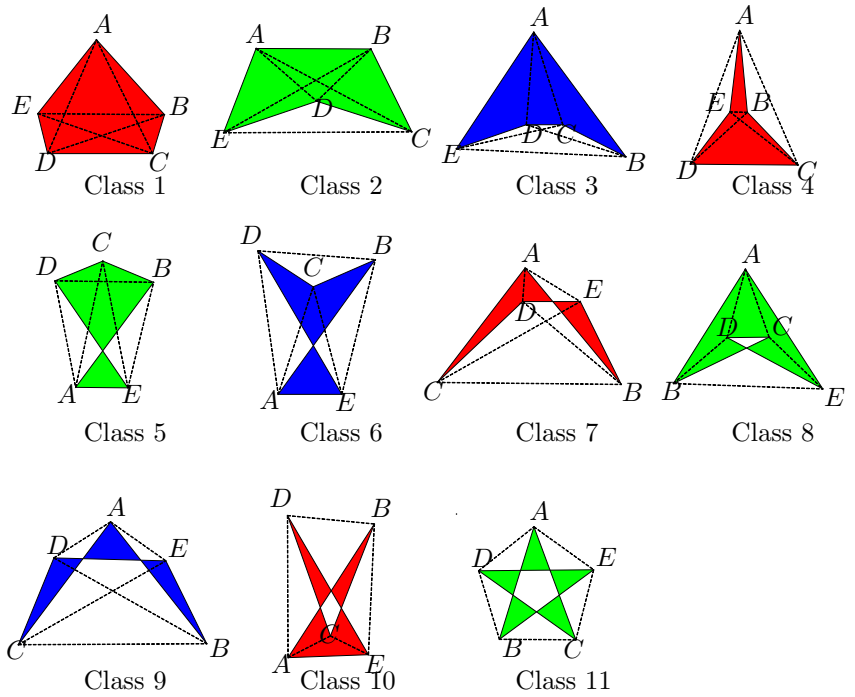 A
E B
D C
Class 1
A B
D
E C
Class 2
A
D C
E B
Class 3
A
E B
D C
Class 4
C
D B
A E
Class 5
D B
C
A E
Class 6
A
E
D
C B
Class 7
A
D C
B E
Class 8
A
D E
C B
Class 9
D B
C
A E
Class 10
A
D E
B C
Class 11